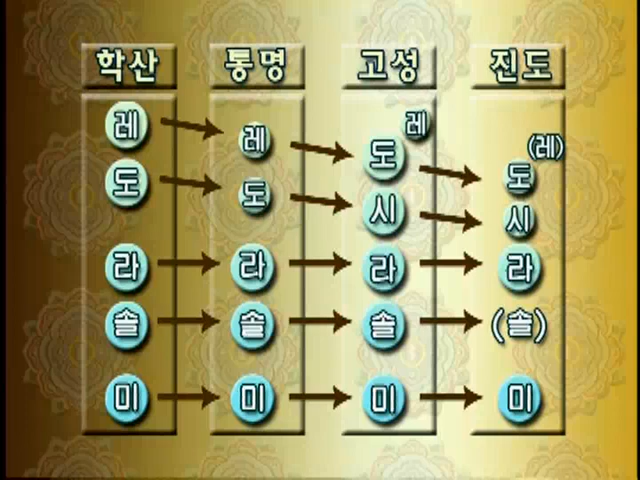 학산 통명 고성 진도
레 레 도 레 도 (레)
도 도 시 시
라 라 라 라
솔 솔 솔 (솔)
미 미 미 미